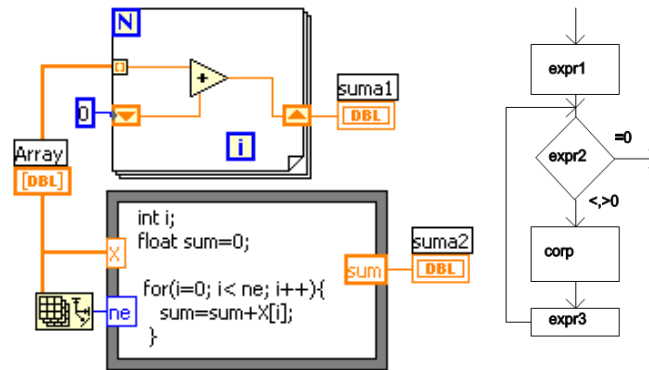 N
+
0
i
suma1
DBL
Array
[DBL]
int i;
float sum=0;
for(i=0; i< ne; i++){
sum=sum+X[i];
}
X
ne
sum
suma2
DBL
expr1
expr2
=0
<,>0
corp
expr3